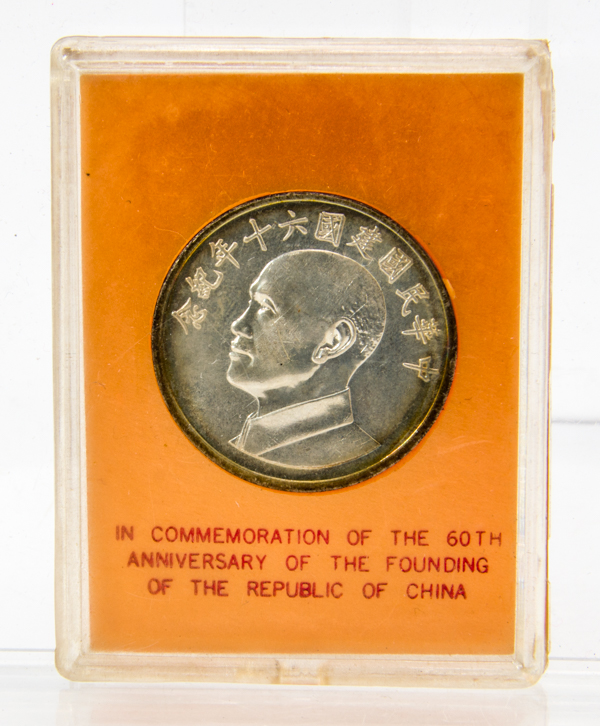 中華民國建國六十年紀念
IN COMMEMORATION OF THE 60TH
ANNIVERSARY OF THE FOUNDING
OF THE REPUBLIC OF CHINA